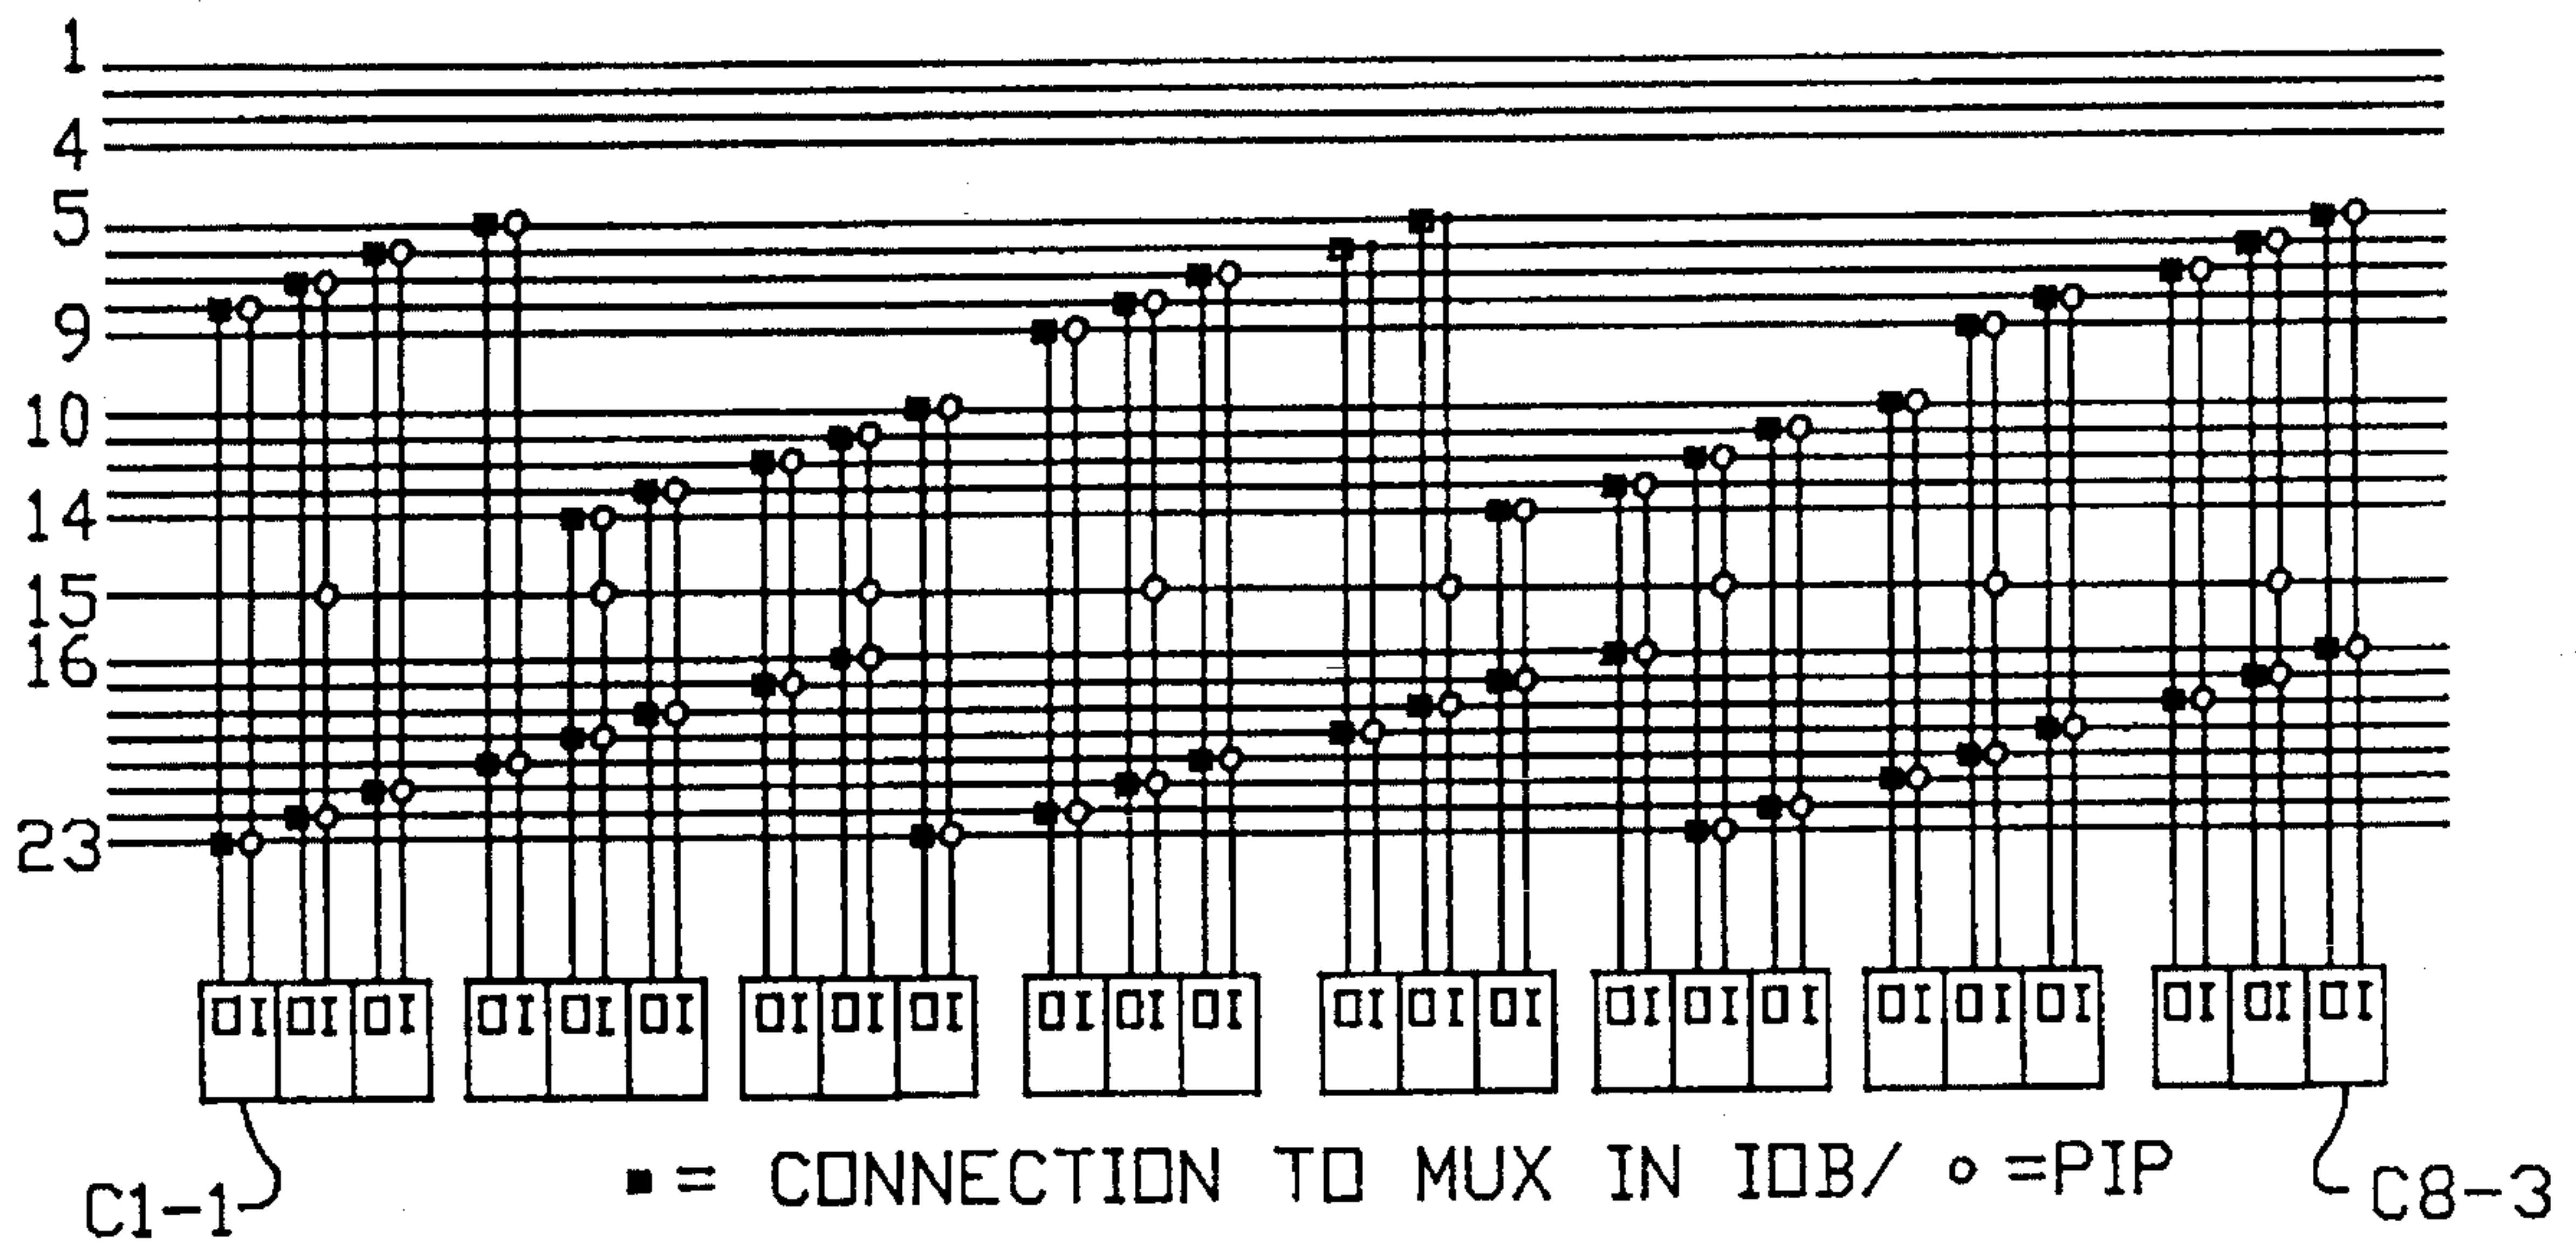 1
4
5
9
10
14
15
16
23
OI OI OI OI OI OI OI OI OI OI OI OI OI OI OI OI OI OI OI OI OI OI OI OI
■ = CONNECTION TO MUX IN IOB/ o =PIP
C1-1
C8-3